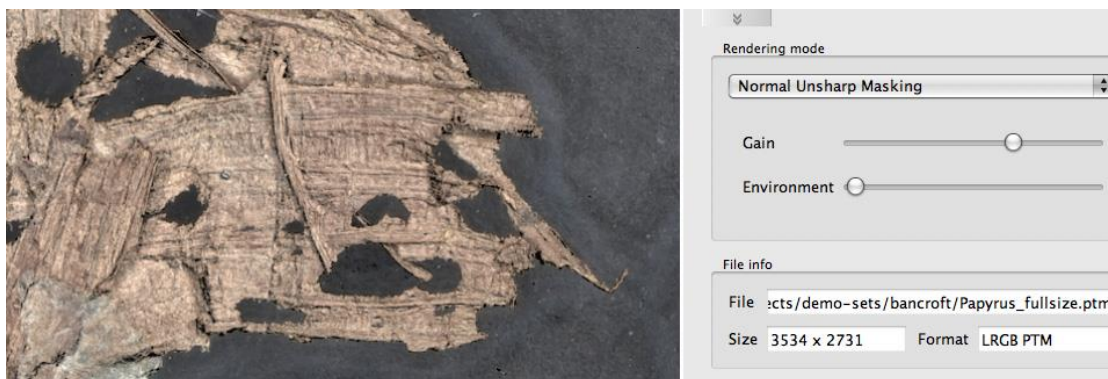 Rendering mode
Normal Unsharp Masking
Gain
Environment
File info
File ects/demo-sets/bancroft/Papyrus_fullsize.ptm
Size 3534 x 2731 Format LRGB PTM